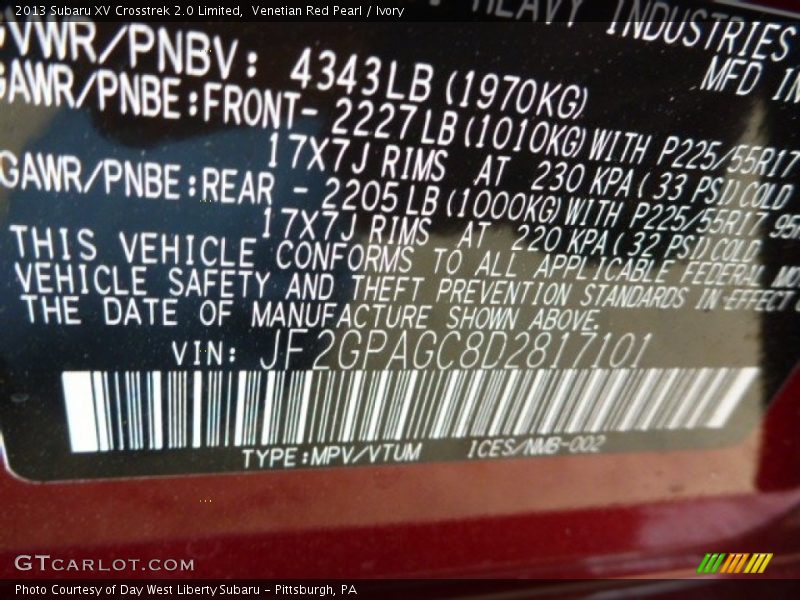 2013 Subaru XV Crosstrek 2.0 Limited, Venetian Red Pearl / Ivory
HEAVY INDUSTRIES
MFD IN
GVWR/PNBV: 4343LB (1970KG)
GAWR/PNBE:FRONT- 2227LB (1010KG) WITH P225/55R17
17X7J RIMS AT 230 KPA ( 33 PSI) COLD
GAWR/PNBE:REAR - 2205 LB (1000KG) WITH P225/55R17 95
17X7J RIMS AT 220 KPA ( 32 PSI) COLD
THIS VEHICLE CONFORMS TO ALL APPLICABLE FEDERAL MO
VEHICLE SAFETY AND THEFT PREVENTION STANDARDS IN EFFECT
THE DATE OF MANUFACTURE SHOWN ABOVE.
VIN: JF2GPAGC8D2817101
TYPE:MPV/VTUM ICES/NMB-002
GTCARLOT.COM
Photo Courtesy of Day West Liberty Subaru - Pittsburgh, PA